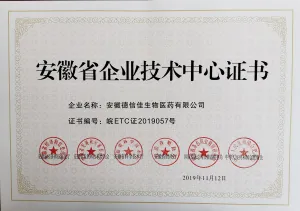 安徽省企业技术中心证书
企业名称：安徽德信佳生物医药有限公司
证书编号：皖ETC证2019057号
2019年11月12日